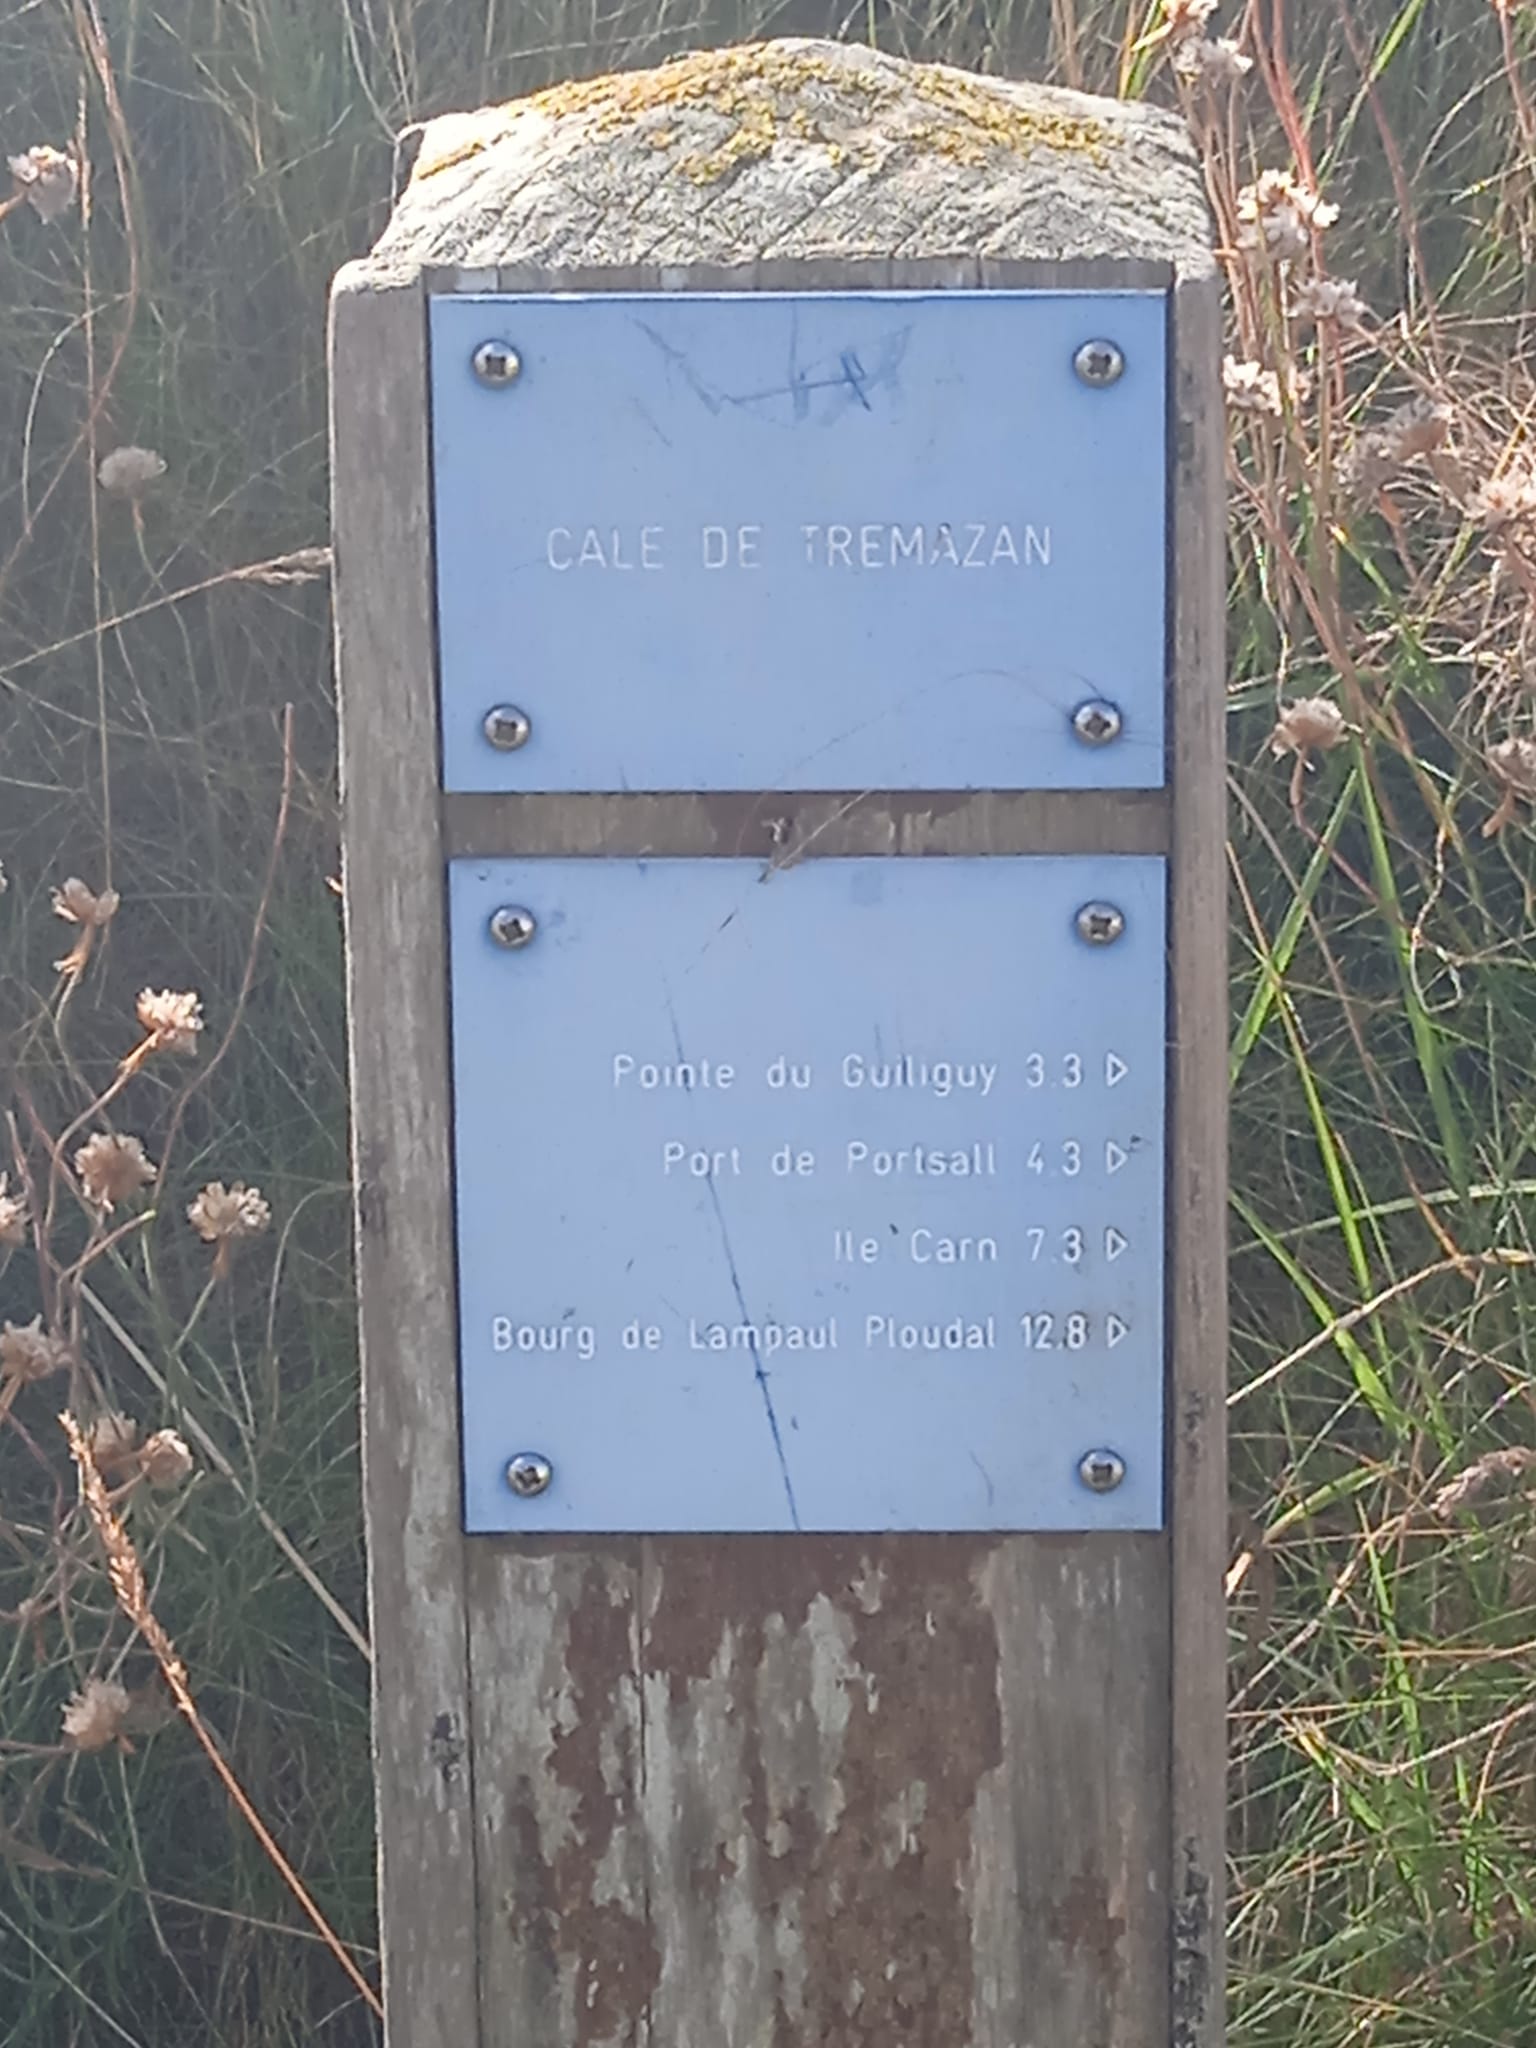 CALE DE TREMAZAN
Pointe du Guiliguy 3.3 ▷
Port de Portsall 4.3 ▷
Ile Carn 7.3 ▷
Bourg de Lampaul Ploudal 12.8 ▷